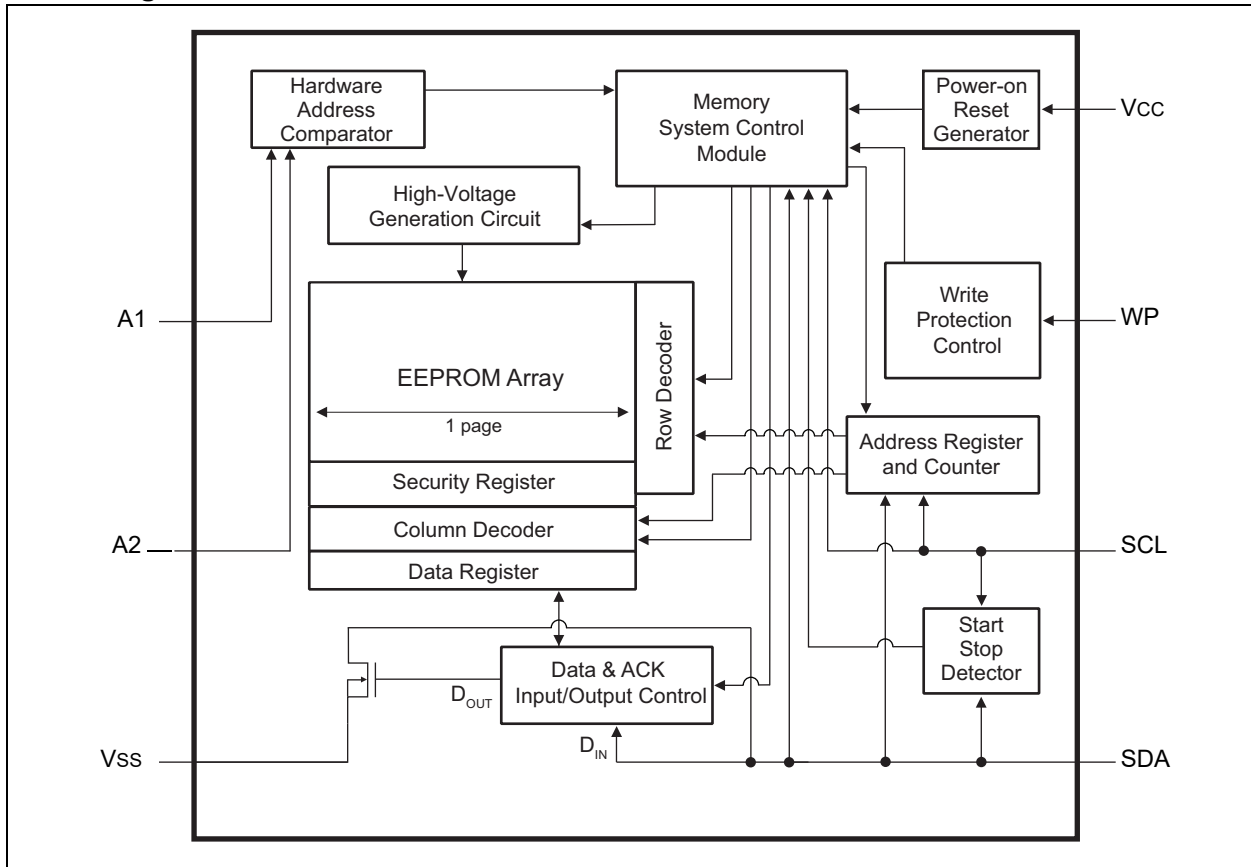 Hardware
Address
Comparator
Memory
System Control
Module
Power-on
Reset
Generator
VCC
High-Voltage
Generation Circuit
A1
Write
Protection
Control
WP
EEPROM Array
1 page
Row Decoder
Address Register
and Counter
Security Register
Column Decoder
Data Register
A2
SCL
Start
Stop
Detector
Data & ACK
Input/Output Control
DOUT
DIN
VSS
SDA